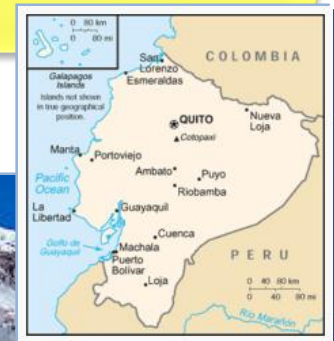 0 80 km
0 80 mi
Galapagos
Islands
Islands not shown
in true geographical
position.
COLOMBIA
San
Lorenzo
Esmeraldas
QUITO
Cotopaxi
Nueva
Loja
Manta
Portoviejo
Pacific
Ocean
Ambato
Puyo
Riobamba
La
Libertad
Guayaquil
Golfo de
Guayaquil
Cuenca
Machala
Puerto
Bolívar
Loja
PERU
0 40 80 km
0 40 80 mi
Río Marañón